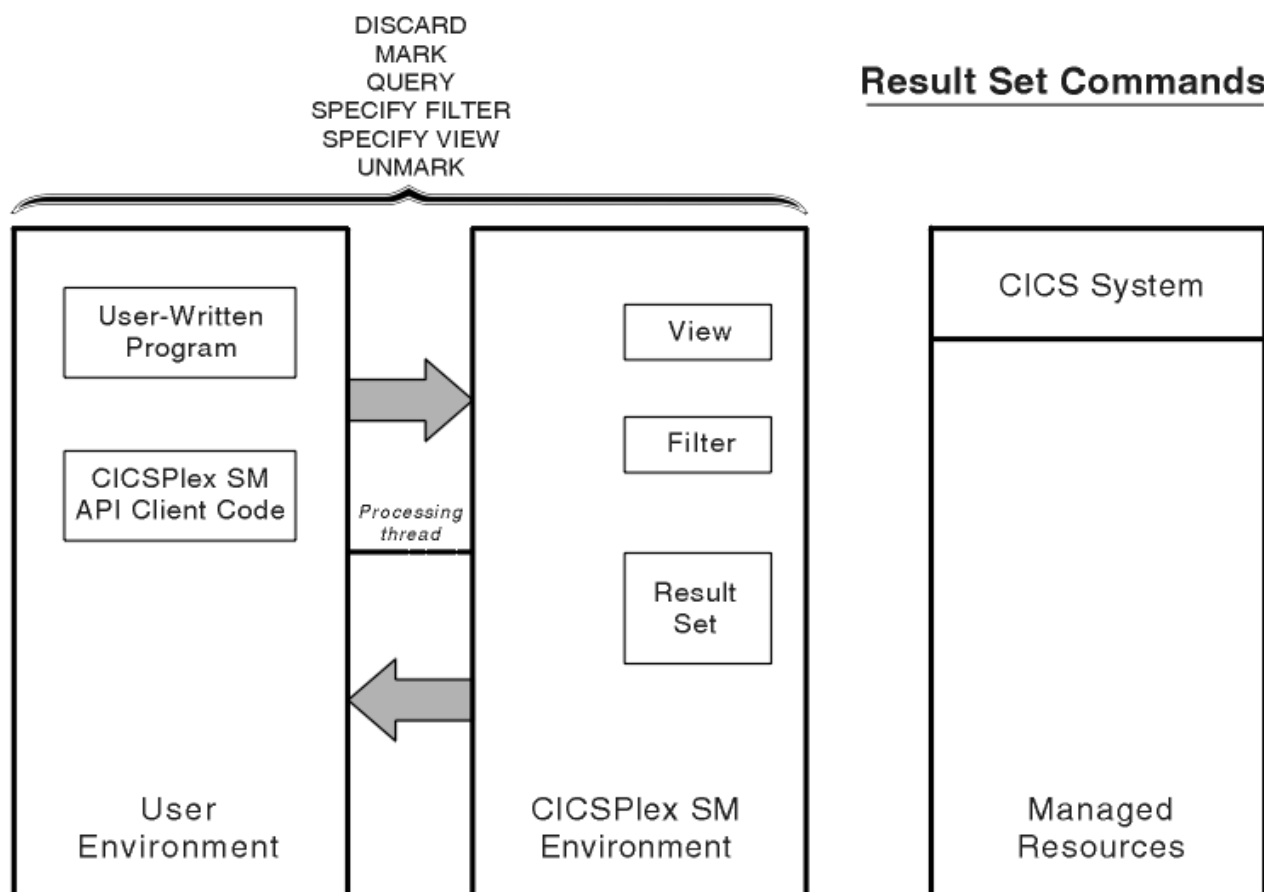 DISCARD
MARK
QUERY
SPECIFY FILTER
SPECIFY VIEW
UNMARK
Result Set Commands
User-Written
Program
CICSPlex SM
API Client Code
Processing
thread
View
Filter
Result
Set
CICS System
User
Environment
CICSPlex SM
Environment
Managed
Resources